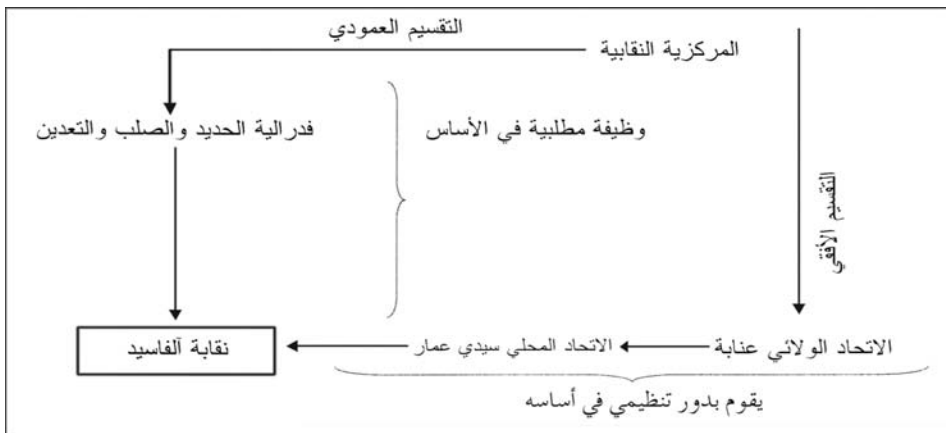 التقسيم العمودي
المركزية النقابية
فدرالية الحديد والصلب والتعدين
وظيفة مطلبية في الأساس
التقسيم الأفقي
الاتحاد الولائي عنابة
الاتحاد المحلي سيدي عمار
نقابة آلفاسيد
يقوم بدور تنظيمي في أساسه